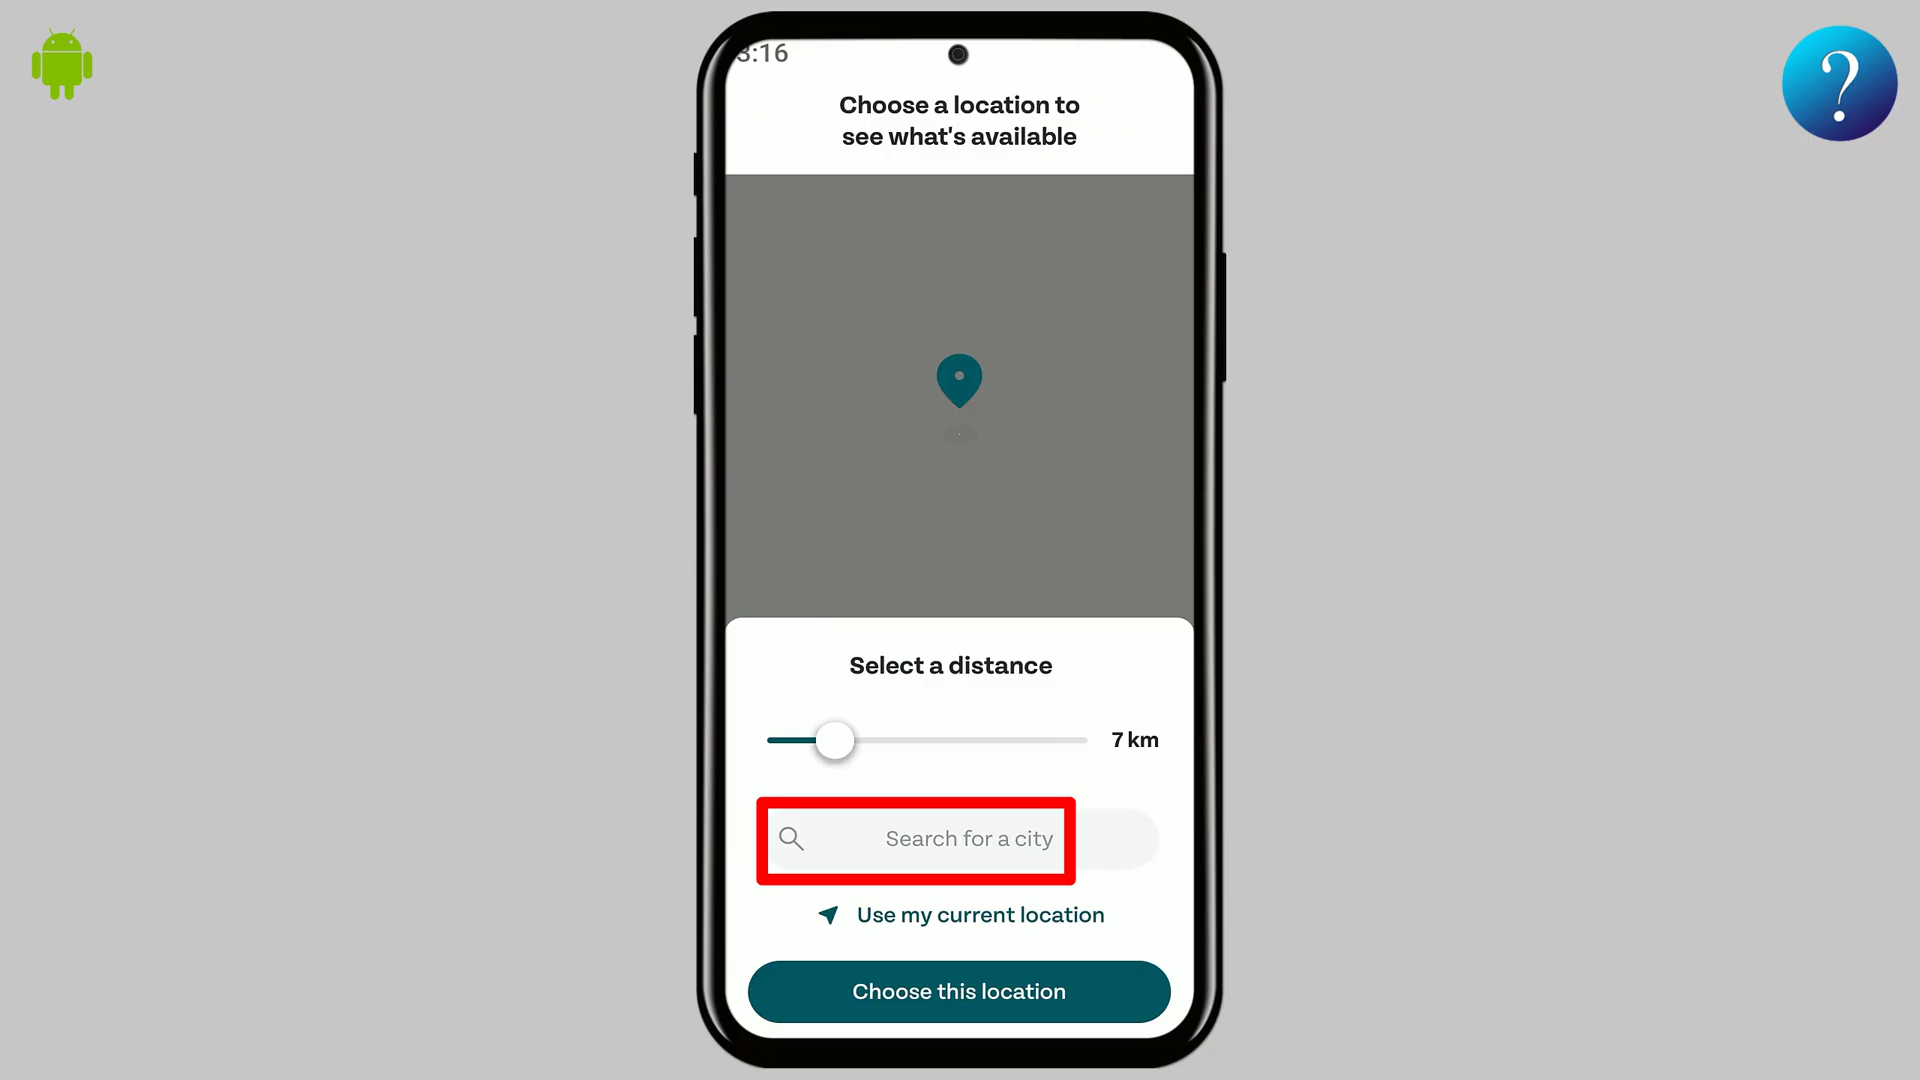 3:16
?
Choose a location to
see what's available
Select a distance
7 km
Search for a city
Use my current location
Choose this location